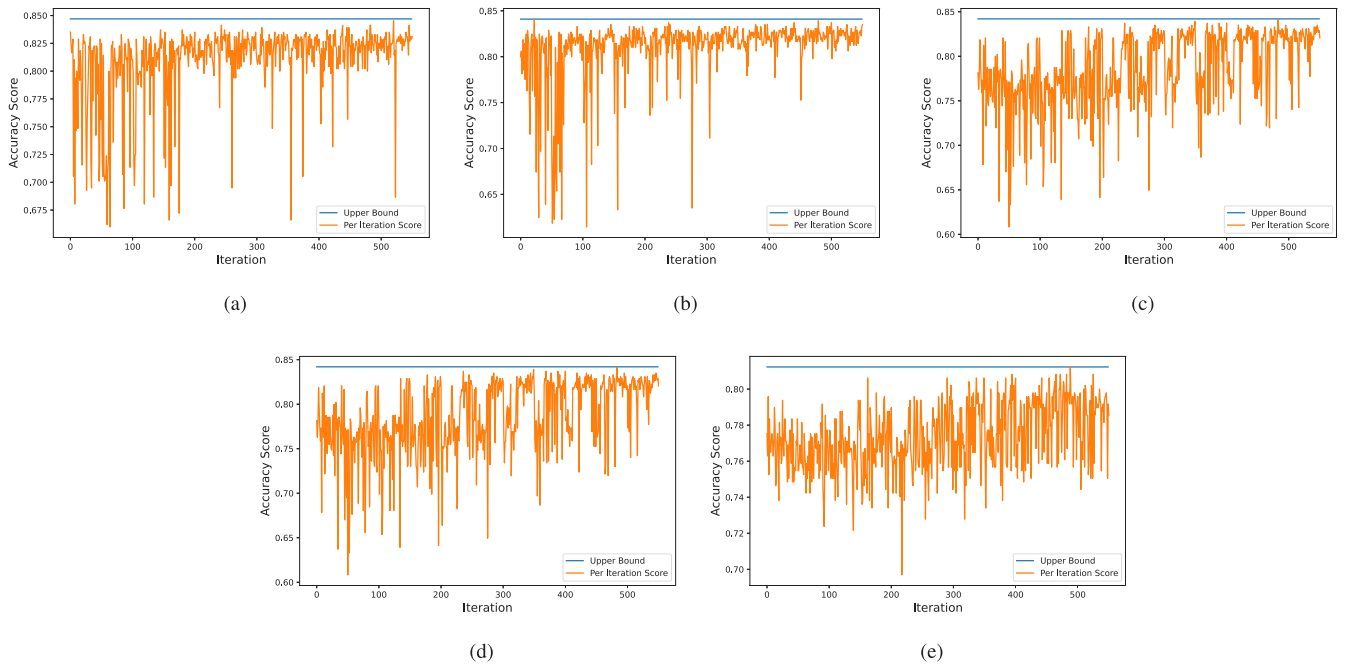 0.850
0.825
0.800
0.775
0.750
0.725
0.700
0.675
Accuracy Score
0 100 200 300 400 500
Iteration
Upper Bound
Per Iteration Score
(a)
0.85
0.80
0.75
0.70
0.65
Accuracy Score
0 100 200 300 400 500
Iteration
Upper Bound
Per Iteration Score
(b)
0.85
0.80
0.75
0.70
0.65
0.60
Accuracy Score
0 100 200 300 400 500
Iteration
Upper Bound
Per Iteration Score
(c)
0.85
0.80
0.75
0.70
0.65
0.60
Accuracy Score
0 100 200 300 400 500
Iteration
Upper Bound
Per Iteration Score
(d)
0.80
0.78
0.76
0.74
0.72
0.70
Accuracy Score
0 100 200 300 400 500
Iteration
Upper Bound
Per Iteration Score
(e)